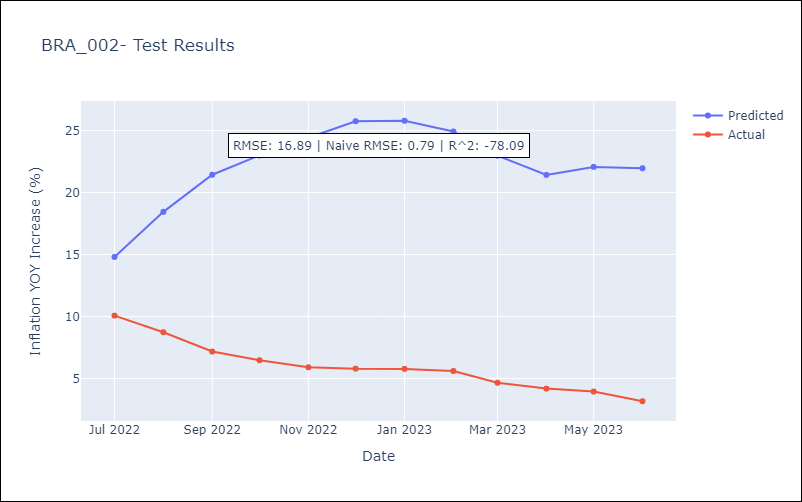 BRA_002- Test Results
Predicted
Actual
RMSE: 16.89 | Naive RMSE: 0.79 | R^2: -78.09
Inflation YOY Increase (%)
25
20
15
10
5
Jul 2022 Sep 2022 Nov 2022 Jan 2023 Mar 2023 May 2023
Date